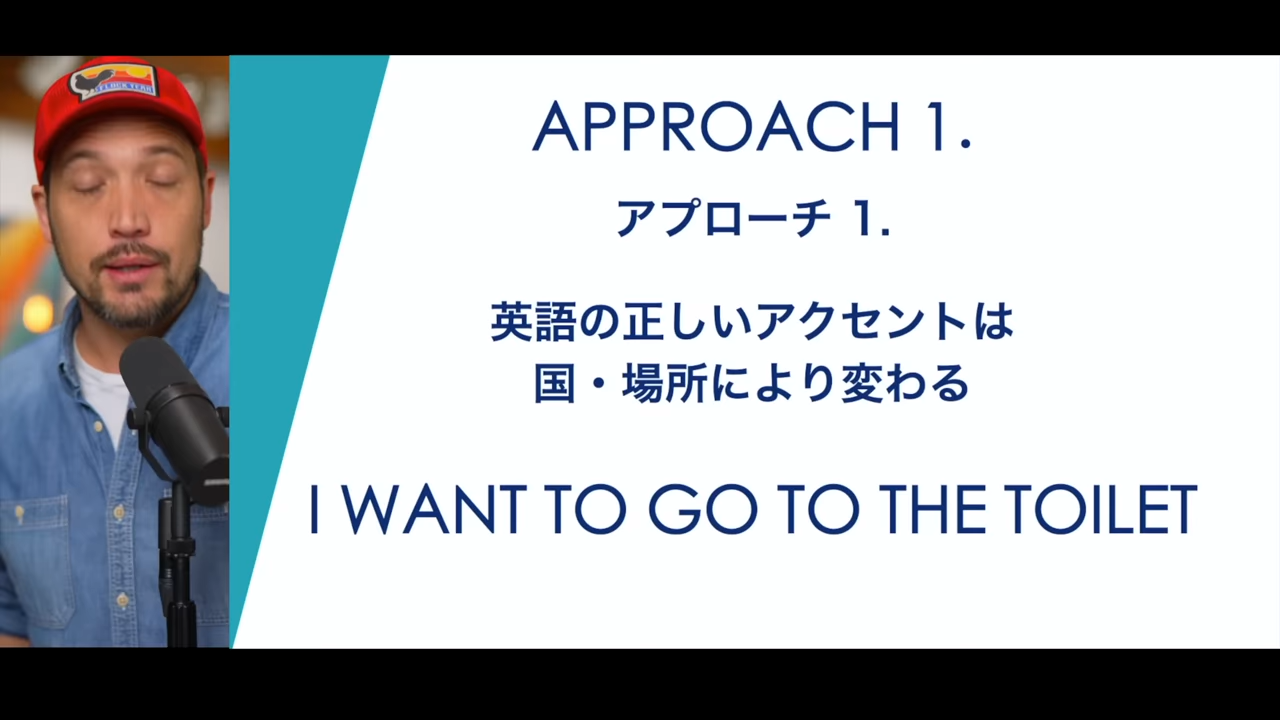 APPROACH 1.
アプローチ 1.
英語の正しいアクセントは
国・場所により変わる
I WANT TO GO TO THE TOILET